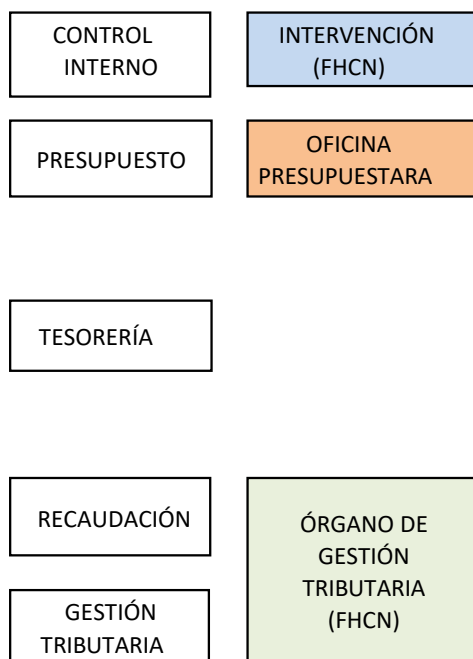 CONTROL
INTERNO
INTERVENCIÓN
(FHCN)
PRESUPUESTO
OFICINA
PRESUPUESTARA
TESORERÍA
RECAUDACIÓN
ÓRGANO DE
GESTIÓN
TRIBUTARIA
(FHCN)
GESTIÓN
TRIBUTARIA